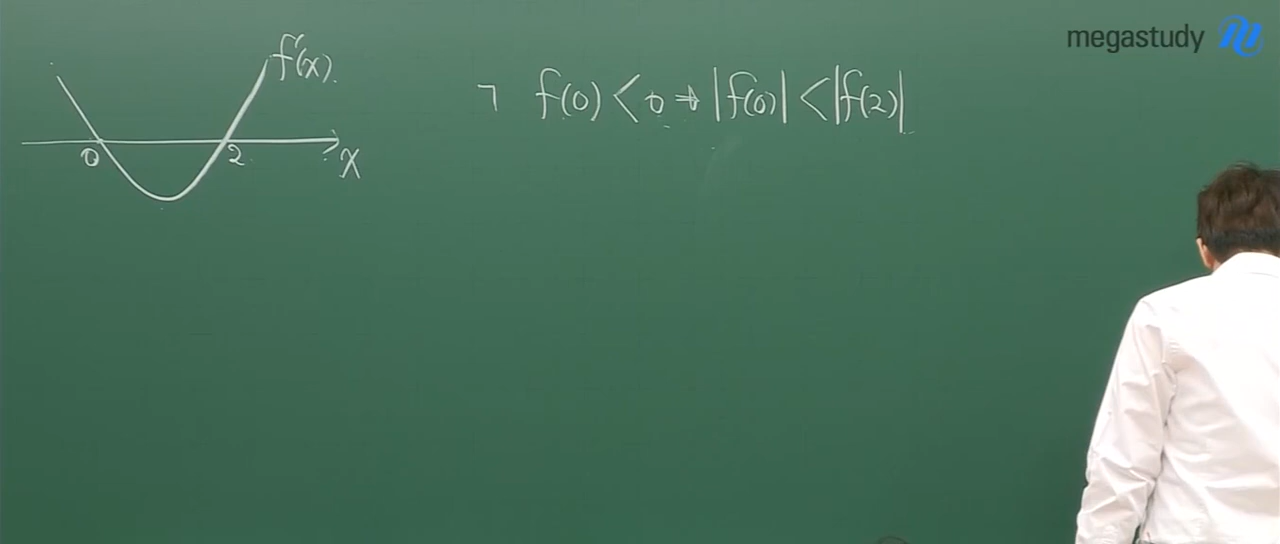 megastudy
f'(x).
0
2
x
ㄱ f(0) < 0 → |f(0)| < |f(2)|